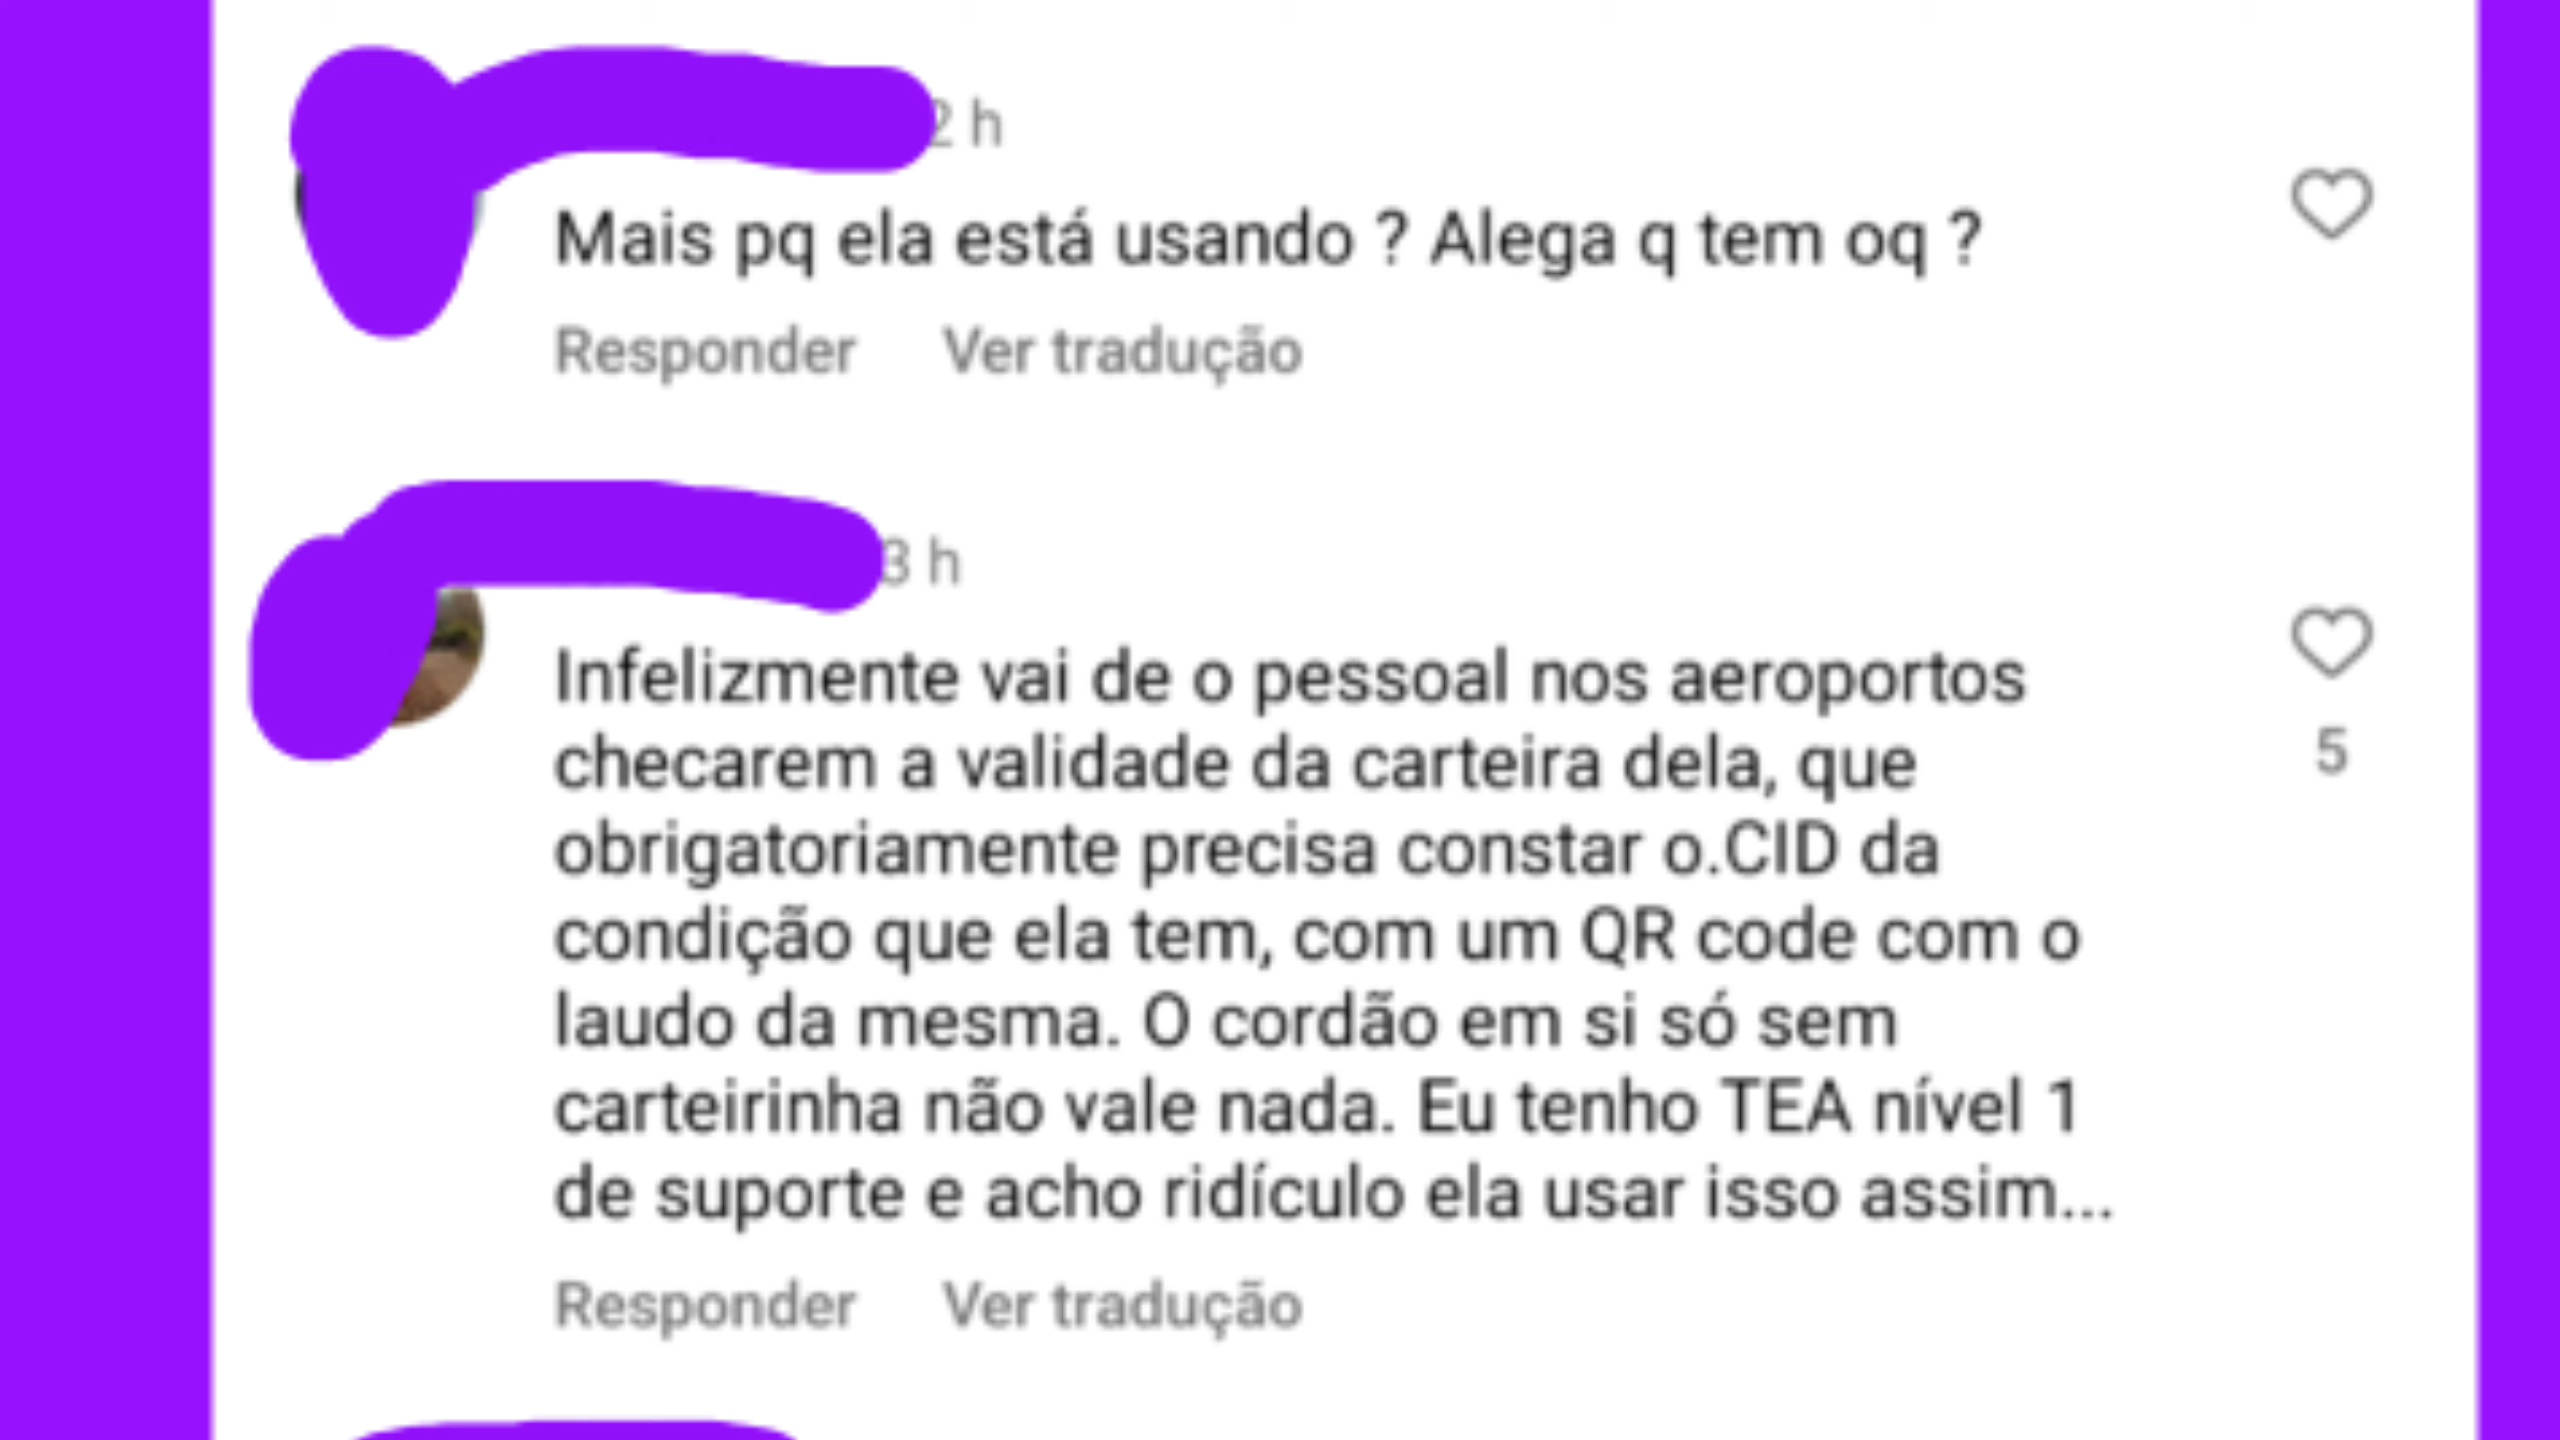 2 h
Mais pq ela está usando ? Alega q tem oq ?
Responder Ver tradução
3 h
Infelizmente vai de o pessoal nos aeroportos
checarem a validade da carteira dela, que
obrigatoriamente precisa constar o.CID da
condição que ela tem, com um QR code com o
laudo da mesma. O cordão em si só sem
carteirinha não vale nada. Eu tenho TEA nível 1
de suporte e acho ridículo ela usar isso assim...
5
Responder Ver tradução